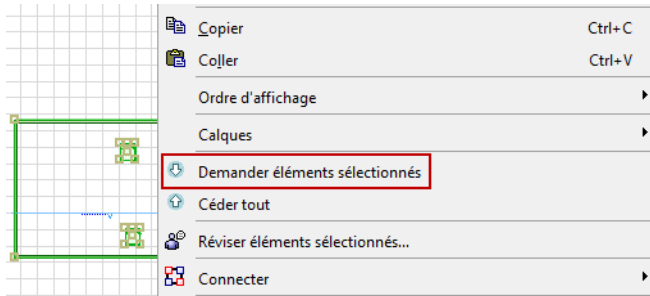 Copier Ctrl+C
Coller Ctrl+V
Ordre d'affichage
Calques
Demander éléments sélectionnés
Céder tout
Réviser éléments sélectionnés...
Connecter